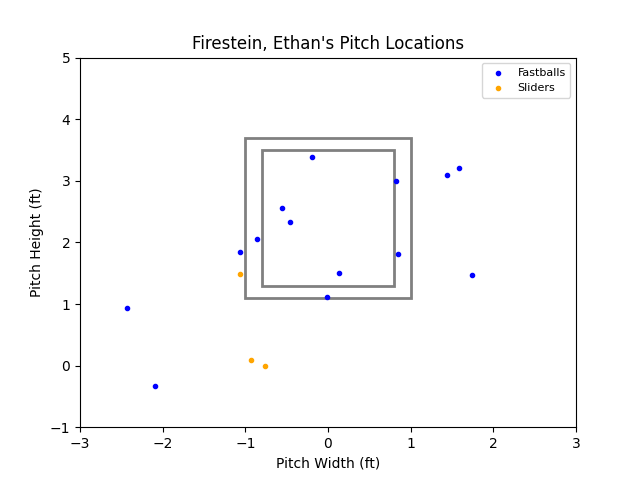 Firestein, Ethan's Pitch Locations
Fastballs
Sliders
5
4
3
2
1
0
−1
Pitch Height (ft)
−3
−2
−1
0
1
2
3
Pitch Width (ft)